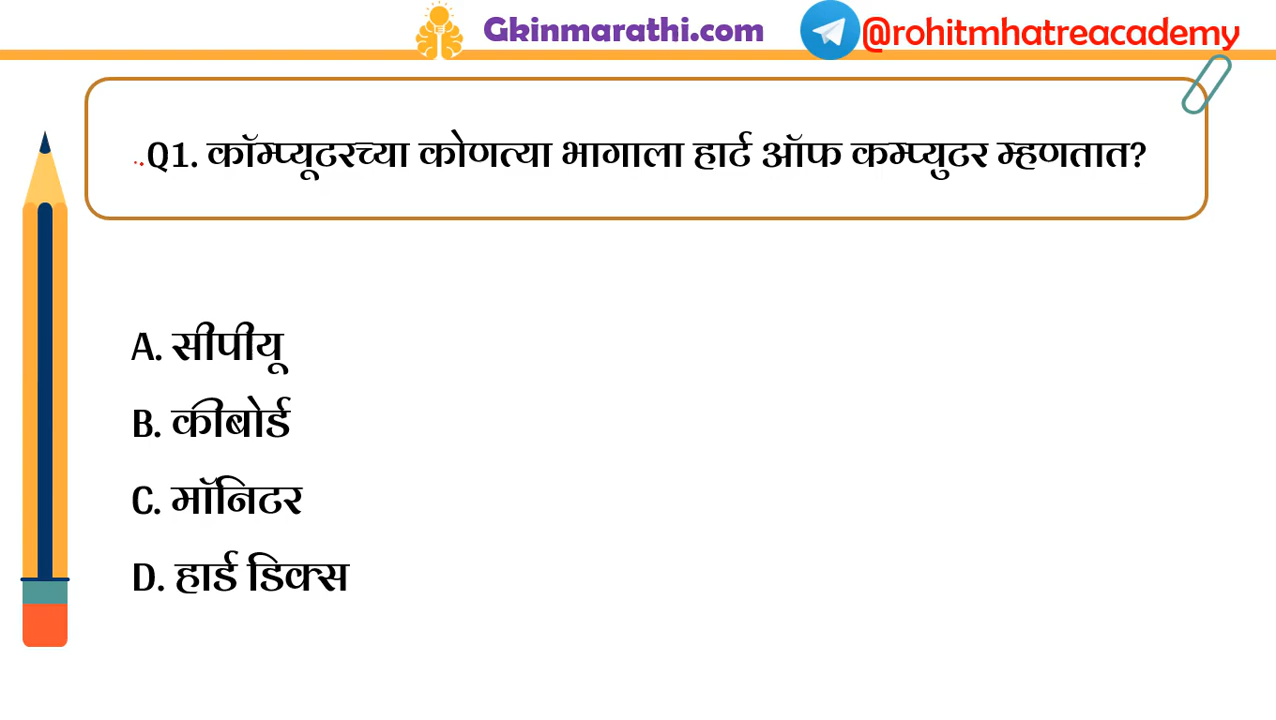 Gkinmarathi.com
@rohitmhatreacademy
Q1. कॉम्प्यूटरच्या कोणत्या भागाला हार्ट ऑफ कम्प्युटर म्हणतात?
A. सीपीयू
B. कीबोर्ड
C. मॉनिटर
D. हार्ड डिक्स